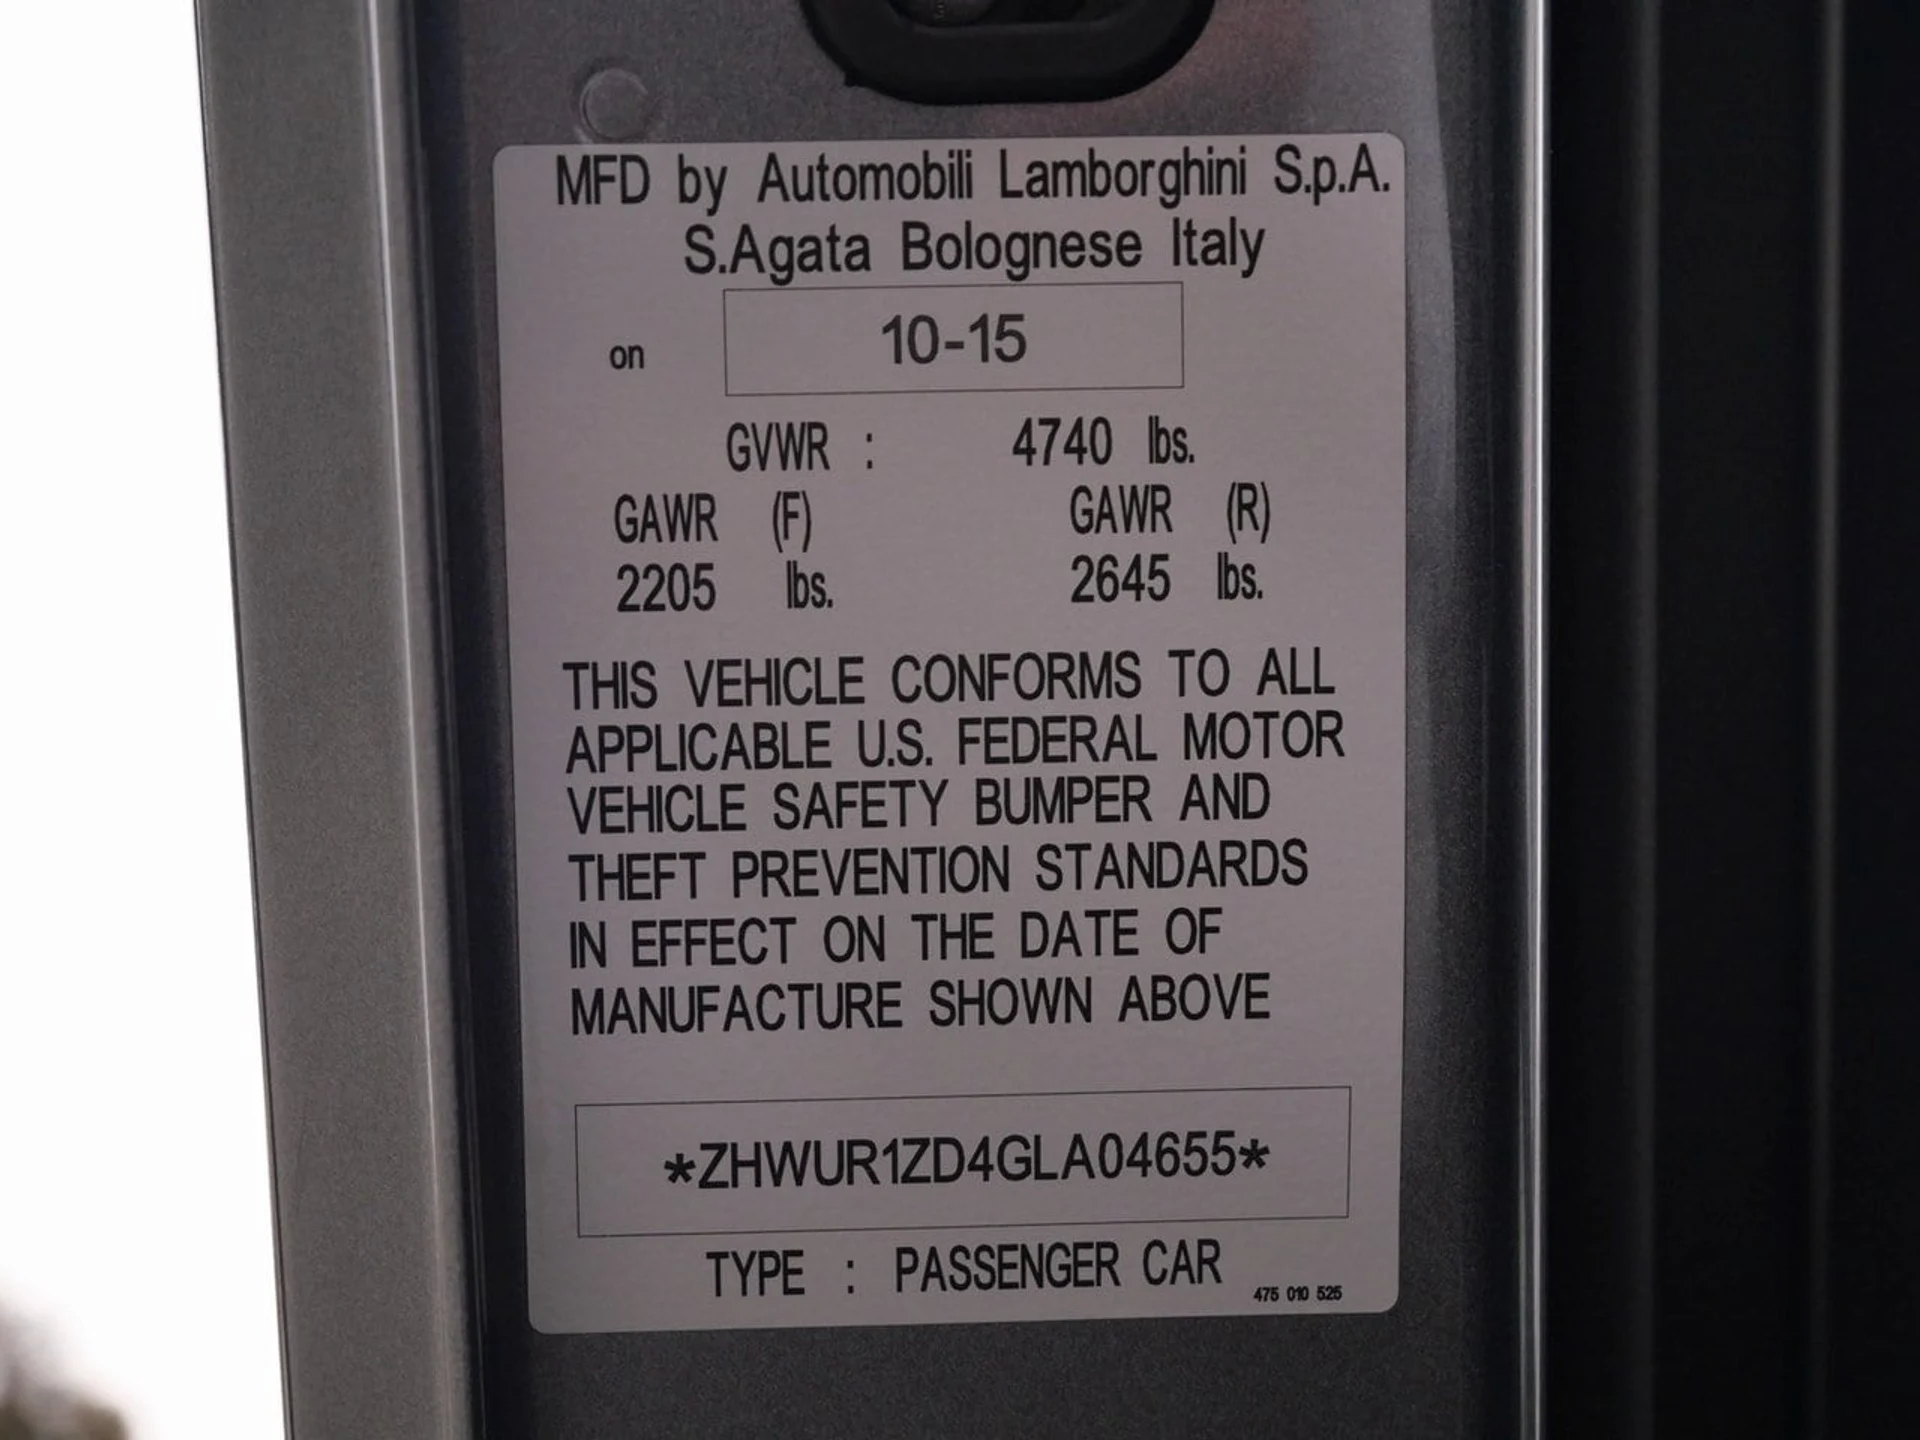 MFD by Automobili Lamborghini S.p.A.
S.Agata Bolognese Italy
on 10-15
GVWR : 4740 lbs.
GAWR (F) GAWR (R)
2205 lbs. 2645 lbs.
THIS VEHICLE CONFORMS TO ALL
APPLICABLE U.S. FEDERAL MOTOR
VEHICLE SAFETY BUMPER AND
THEFT PREVENTION STANDARDS
IN EFFECT ON THE DATE OF
MANUFACTURE SHOWN ABOVE
*ZHWUR1ZD4GLA04655*
TYPE : PASSENGER CAR
475 010 525